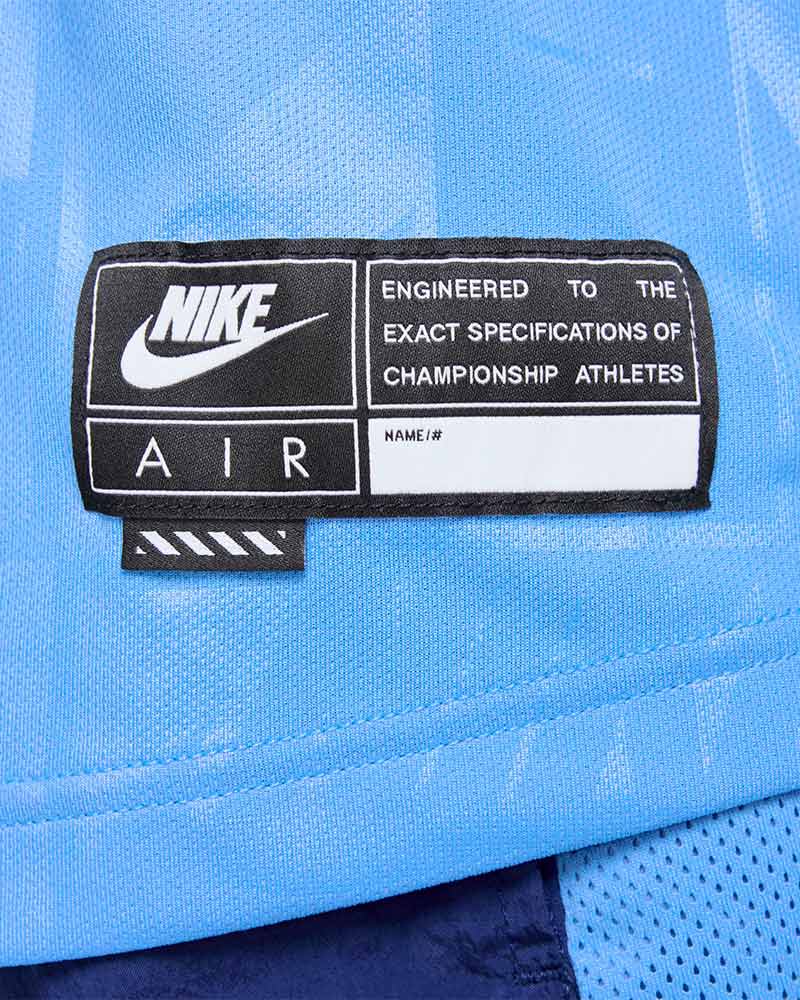 NIKE
AIR
ENGINEERED TO THE
EXACT SPECIFICATIONS OF
CHAMPIONSHIP ATHLETES
NAME/#